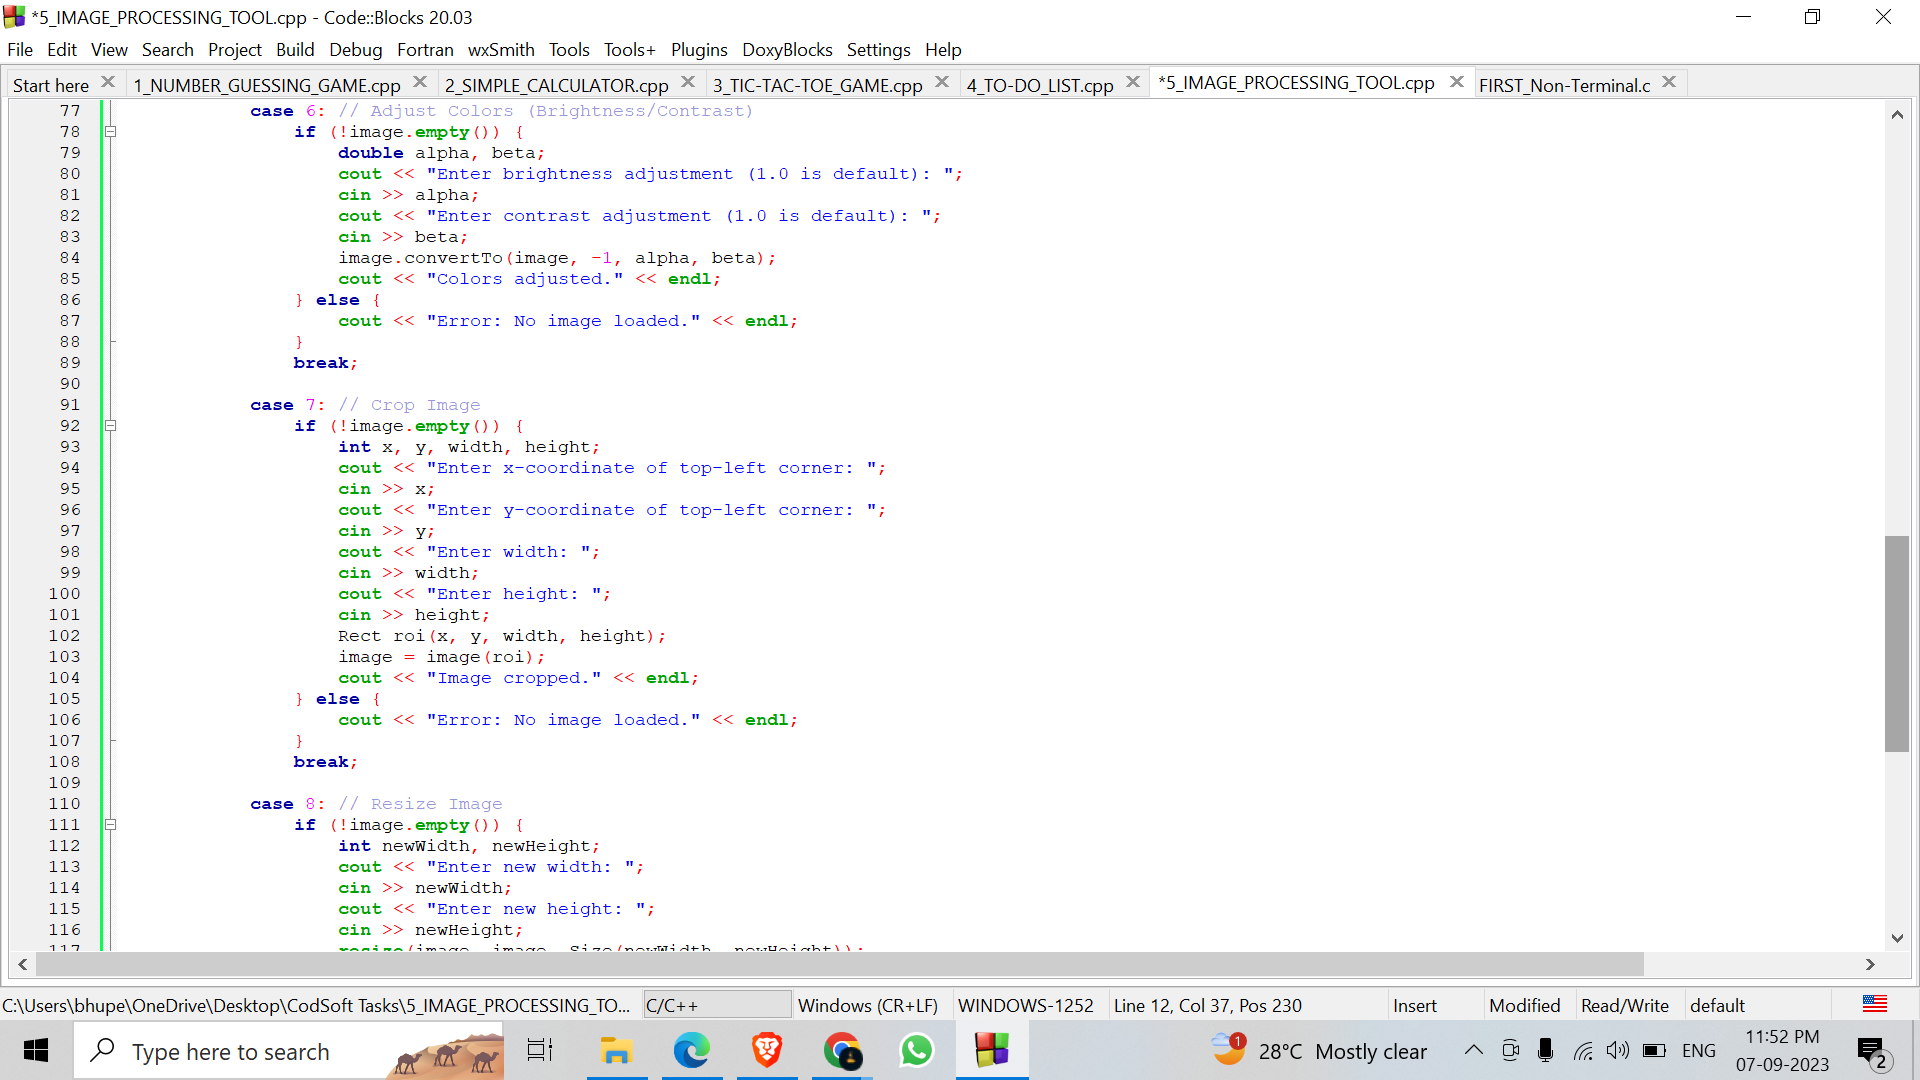 *5_IMAGE_PROCESSING_TOOL.cpp - Code::Blocks 20.03
File Edit View Search Project Build Debug Fortran wxSmith Tools Tools+ Plugins DoxyBlocks Settings Help
Start here 1_NUMBER_GUESSING_GAME.cpp 2_SIMPLE_CALCULATOR.cpp 3_TIC-TAC-TOE_GAME.cpp 4_TO-DO_LIST.cpp *5_IMAGE_PROCESSING_TOOL.cpp FIRST_Non-Terminal.c
77 case 6: // Adjust Colors (Brightness/Contrast)
78 if (!image.empty()) {
79 double alpha, beta;
80 cout << "Enter brightness adjustment (1.0 is default): ";
81 cin >> alpha;
82 cout << "Enter contrast adjustment (1.0 is default): ";
83 cin >> beta;
84 image.convertTo(image, -1, alpha, beta);
85 cout << "Colors adjusted." << endl;
86 } else {
87 cout << "Error: No image loaded." << endl;
88 }
89 break;
90
91 case 7: // Crop Image
92 if (!image.empty()) {
93 int x, y, width, height;
94 cout << "Enter x-coordinate of top-left corner: ";
95 cin >> x;
96 cout << "Enter y-coordinate of top-left corner: ";
97 cin >> y;
98 cout << "Enter width: ";
99 cin >> width;
100 cout << "Enter height: ";
101 cin >> height;
102 Rect roi(x, y, width, height);
103 image = image(roi);
104 cout << "Image cropped." << endl;
105 } else {
106 cout << "Error: No image loaded." << endl;
107 }
108 break;
109
110 case 8: // Resize Image
111 if (!image.empty()) {
112 int newWidth, newHeight;
113 cout << "Enter new width: ";
114 cin >> newWidth;
115 cout << "Enter new height: ";
116 cin >> newHeight;
117 resize(image, image, Size(newWidth, newHeight));
C:\Users\bhupe\OneDrive\Desktop\CodSoft Tasks\5_IMAGE_PROCESSING_TO... C/C++ Windows (CR+LF) WINDOWS-1252 Line 12, Col 37, Pos 230 Insert Modified Read/Write default
Type here to search 1 28°C Mostly clear ENG 11:52 PM
07-09-2023 2